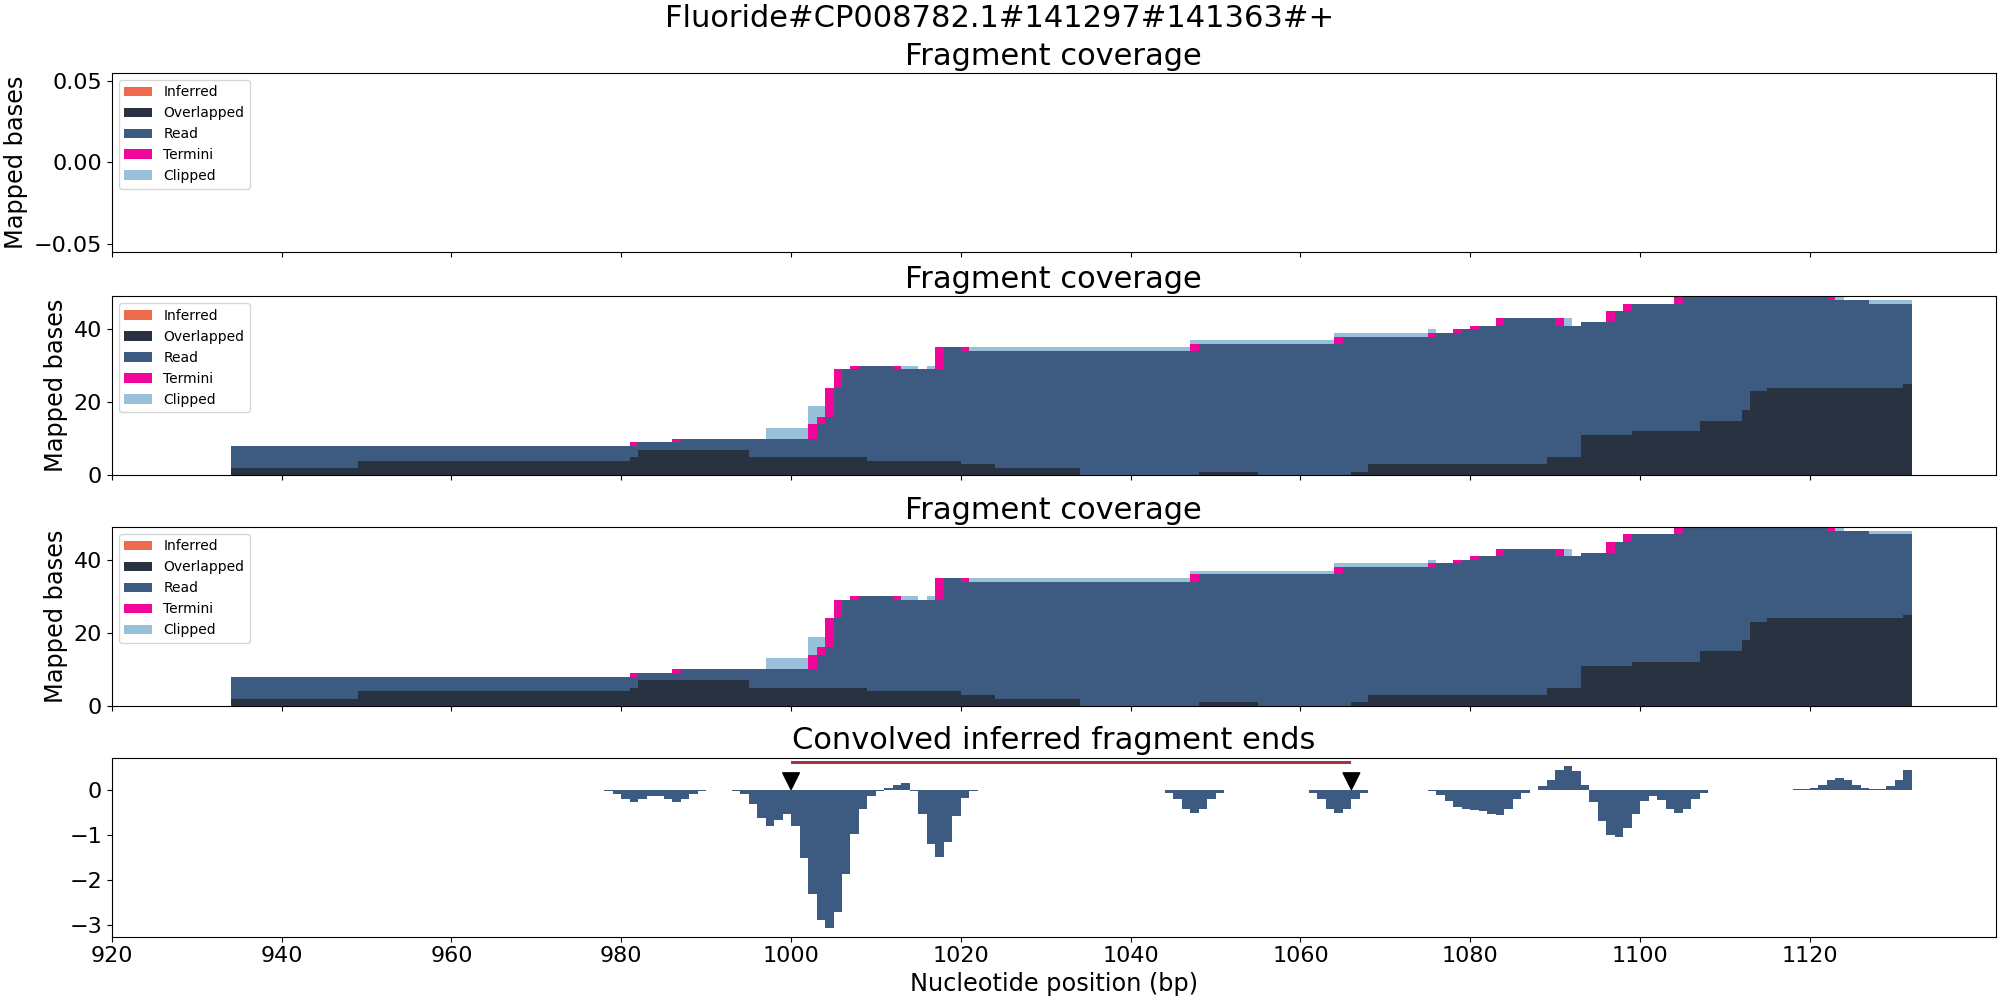 Fluoride#CP008782.1#141297#141363#+
Fragment coverage
Mapped bases
0.05
0.00
−0.05
Inferred
Overlapped
Read
Termini
Clipped
Fragment coverage
Mapped bases
40
20
0
Inferred
Overlapped
Read
Termini
Clipped
Fragment coverage
Mapped bases
40
20
0
Inferred
Overlapped
Read
Termini
Clipped
Convolved inferred fragment ends
0
−1
−2
−3
920 940 960 980 1000 1020 1040 1060 1080 1100 1120
Nucleotide position (bp)